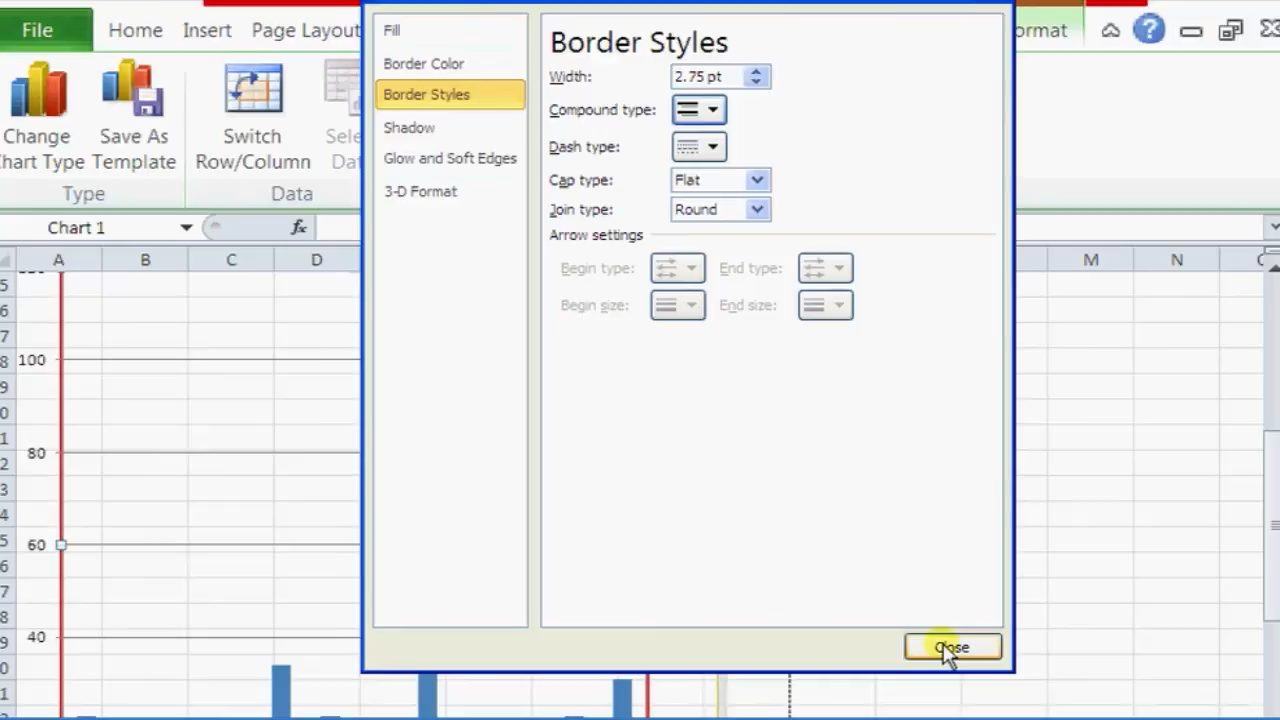 File Home Insert Page Layout ormat
Change
Chart Type
Save As
Template
Switch
Row/Column
Type Data
Chart 1 fx
A B C D M N
100
80
60
40
Fill
Border Color
Border Styles
Shadow
Glow and Soft Edges
3-D Format
Border Styles
Width: 2.75 pt
Compound type:
Dash type:
Cap type: Flat
Join type: Round
Arrow settings
Begin type: End type:
Begin size: End size:
Close